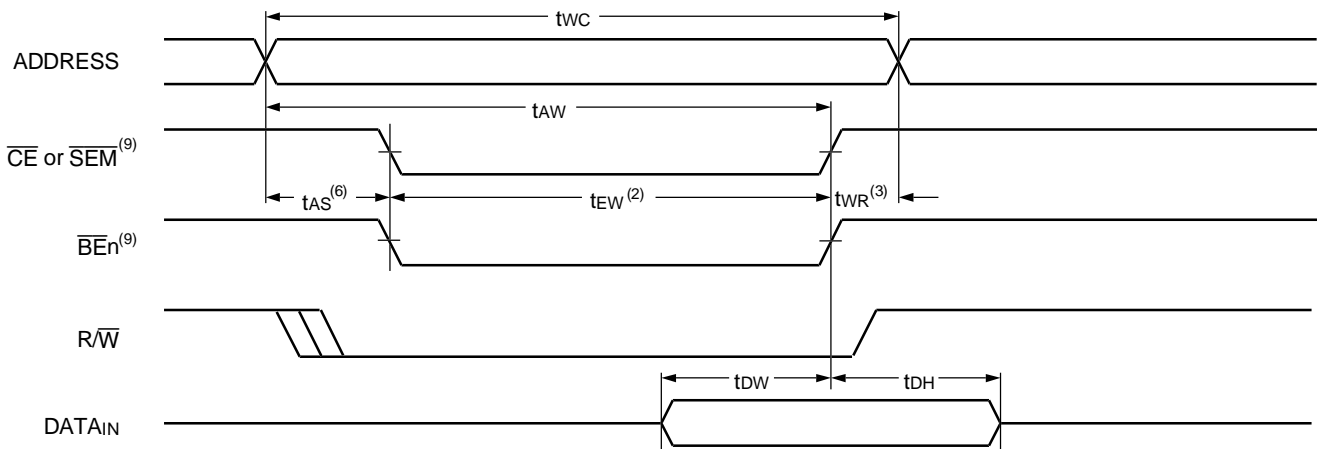 tWC
ADDRESS
tAW
CE or SEM(9)
tAS(6)
tEW(2)
tWR(3)
BEn(9)
R/W
tDW
tDH
DATAIN